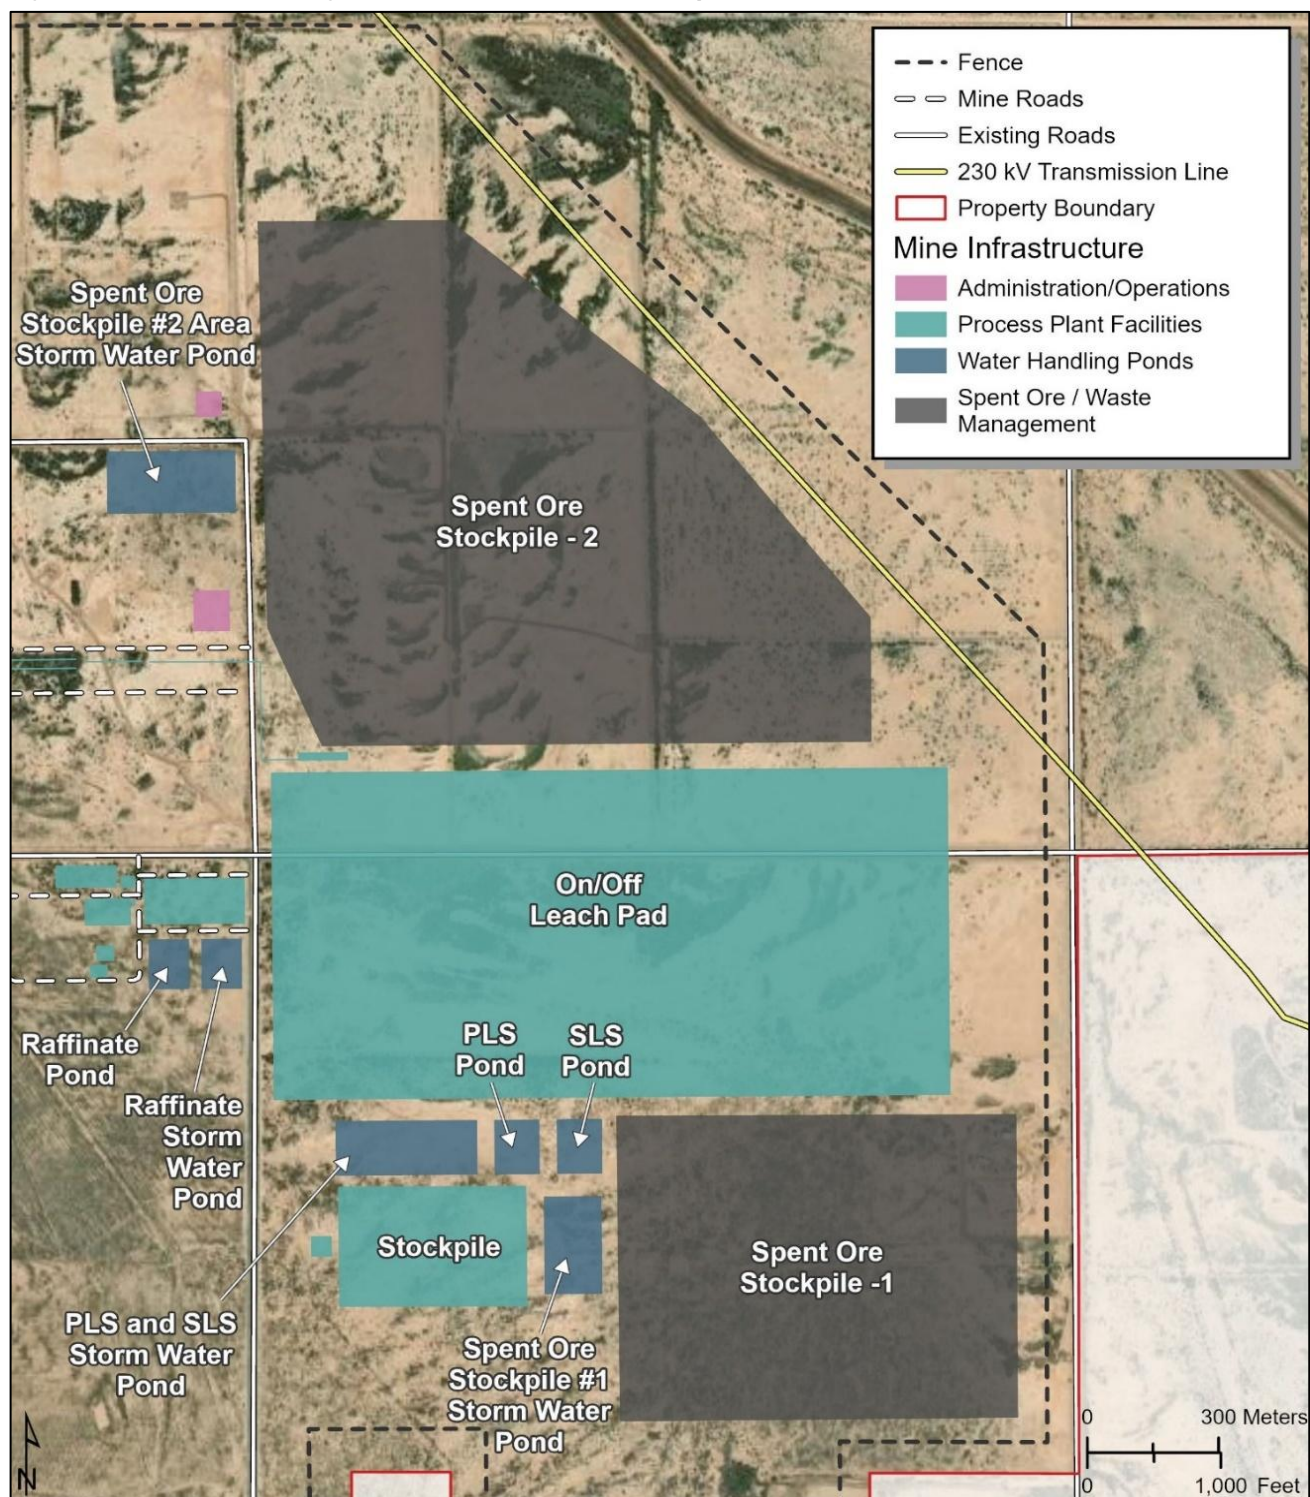 Fence
Mine Roads
Existing Roads
230 kV Transmission Line
Property Boundary
Mine Infrastructure
Administration/Operations
Process Plant Facilities
Water Handling Ponds
Spent Ore / Waste
Management
Spent Ore
Stockpile #2 Area
Storm Water Pond
Spent Ore
Stockpile - 2
On/Off
Leach Pad
Raffinate
Pond
Raffinate
Storm
Water
Pond
PLS
Pond
SLS
Pond
Stockpile
Spent Ore
Stockpile -1
PLS and SLS
Storm Water
Pond
Spent Ore
Stockpile #1
Storm Water
Pond
N
0 300 Meters
0 1,000 Feet